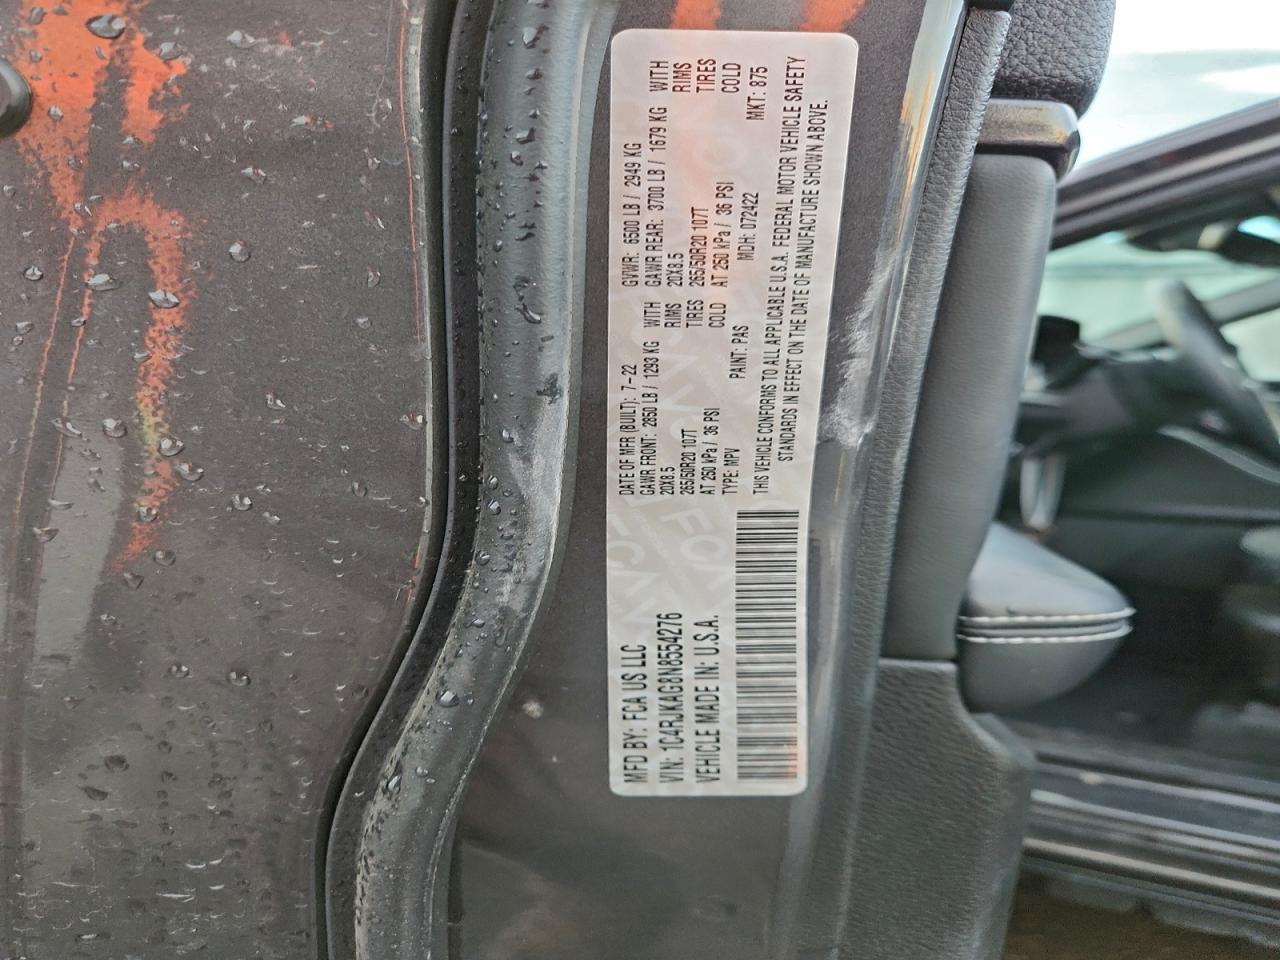 MFD BY: FCA US LLC
VIN: 1C4RJKAG8N8554276
VEHICLE MADE IN: U.S.A.
DATE OF MFR (BUILT): 7-22 GVWR: 6500 LB / 2949 KG
GAWR FRONT: 2850 LB / 1293 KG WITH GAWR REAR: 3700 LB / 1679 KG WITH
20X8.5 RIMS 20X8.5 RIMS
265/50R20 107T TIRES 265/50R20 107T TIRES
AT 250 kPa / 36 PSI COLD AT 250 kPa / 36 PSI COLD
TYPE: MPV PAINT: PAS MDH: 072422 MKT: 875
THIS VEHICLE CONFORMS TO ALL APPLICABLE U.S.A. FEDERAL MOTOR VEHICLE SAFETY
STANDARDS IN EFFECT ON THE DATE OF MANUFACTURE SHOWN ABOVE.